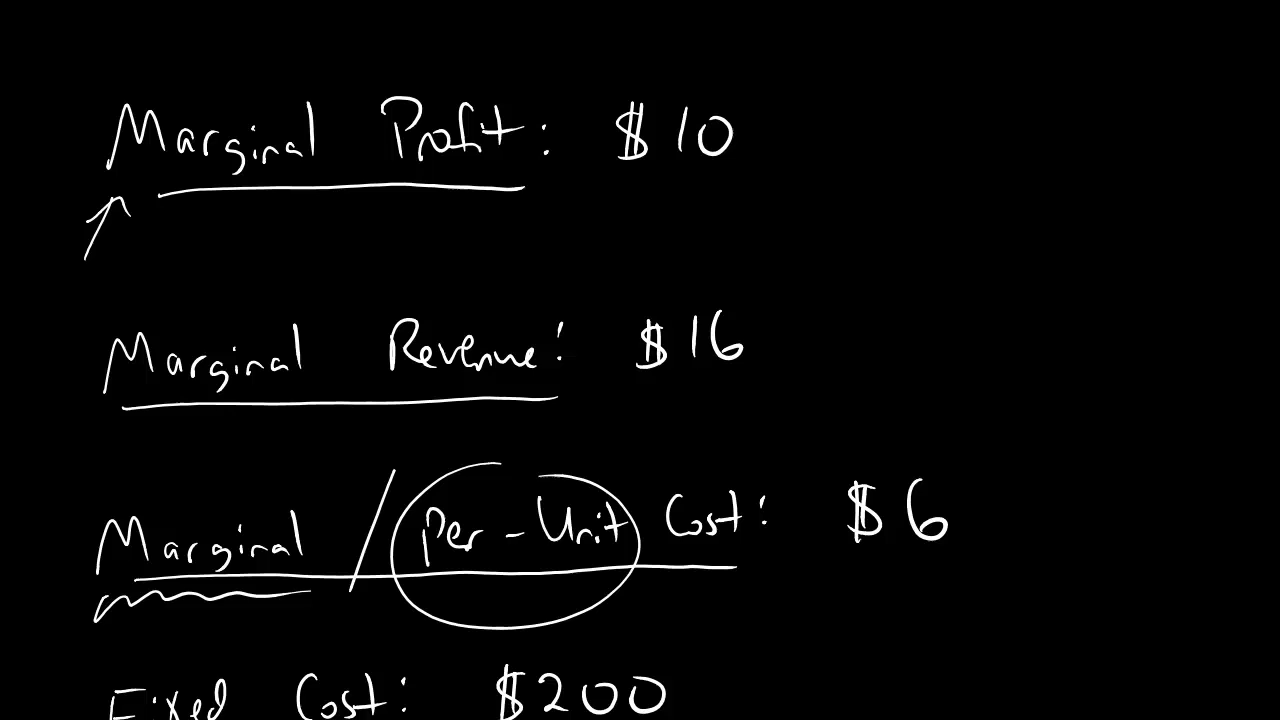 Marginal Profit: $10
Marginal Revenue: $16
Marginal / Per-Unit Cost: $6
Fixed Cost: $200